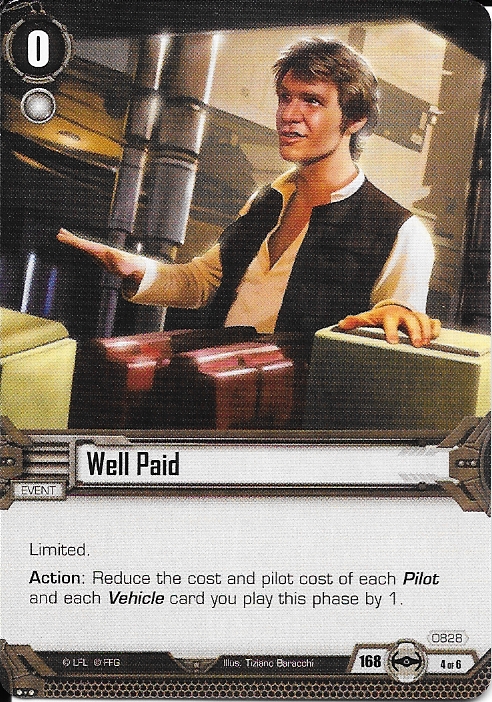 0
Well Paid
EVENT
Limited.
Action: Reduce the cost and pilot cost of each Pilot
and each Vehicle card you play this phase by 1.
0828
© LFL © FFG
Illus. Tiziano Baracchi
168
4 OF 6